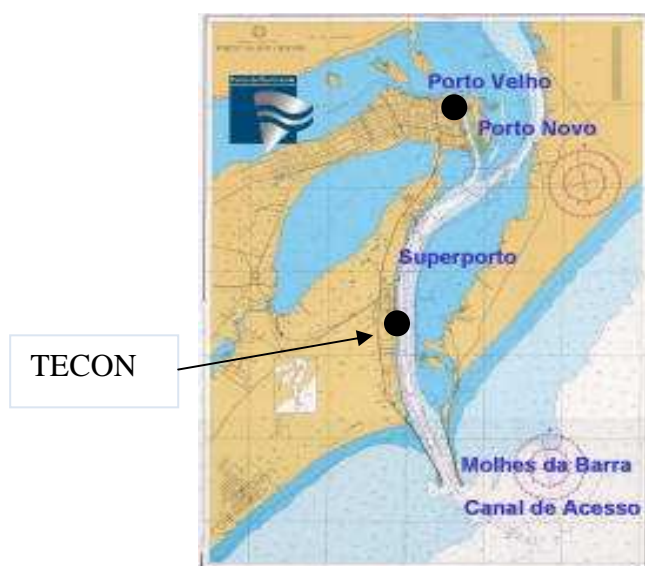 Porto Velho
Porto Novo
Superporto
TECON
Molhes da Barra
Canal de Acesso